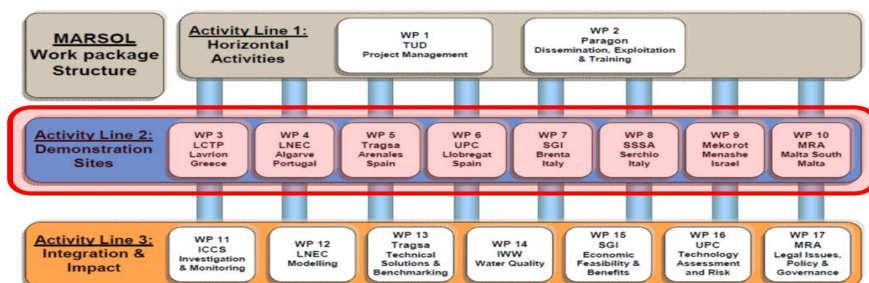 MARSOL
Work package
Structure
Activity Line 1:
Horizontal
Activities
WP 1
TUD
Project Management
WP 2
Paragon
Dissemination, Exploitation
& Training
Activity Line 2:
Demonstration
Sites
WP 3
LCTP
Lavrion
Greece
WP 4
LNEC
Algarve
Portugal
WP 5
Tragsa
Arenales
Spain
WP 6
UPC
Llobregat
Spain
WP 7
SGI
Brenta
Italy
WP 8
SSSA
Serchio
Italy
WP 9
Mekorot
Menashe
Israel
WP 10
MRA
Malta South
Malta
Activity Line 3:
Integration &
Impact
WP 11
ICCS
Investigation
& Monitoring
WP 12
LNEC
Modelling
WP 13
Tragsa
Technical
Solutions &
Benchmarking
WP 14
IWW
Water Quality
WP 15
SGI
Economic
Feasibility &
Benefits
WP 16
UPC
Technology
Assessment
and Risk
WP 17
MRA
Legal Issues,
Policy &
Governance